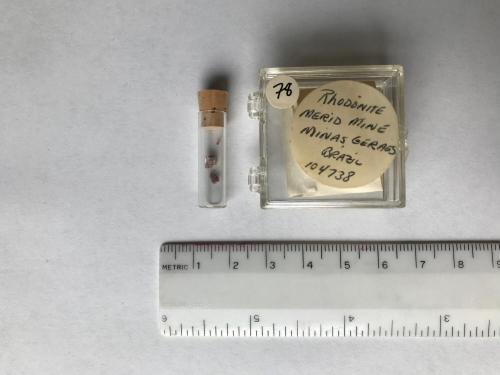 78
RHODONITE
MERID MINE
MINAS GERAES
BRAZIL
104738
METRIC 1 2 3 4 5 6 7 8 9
6 5 4 3